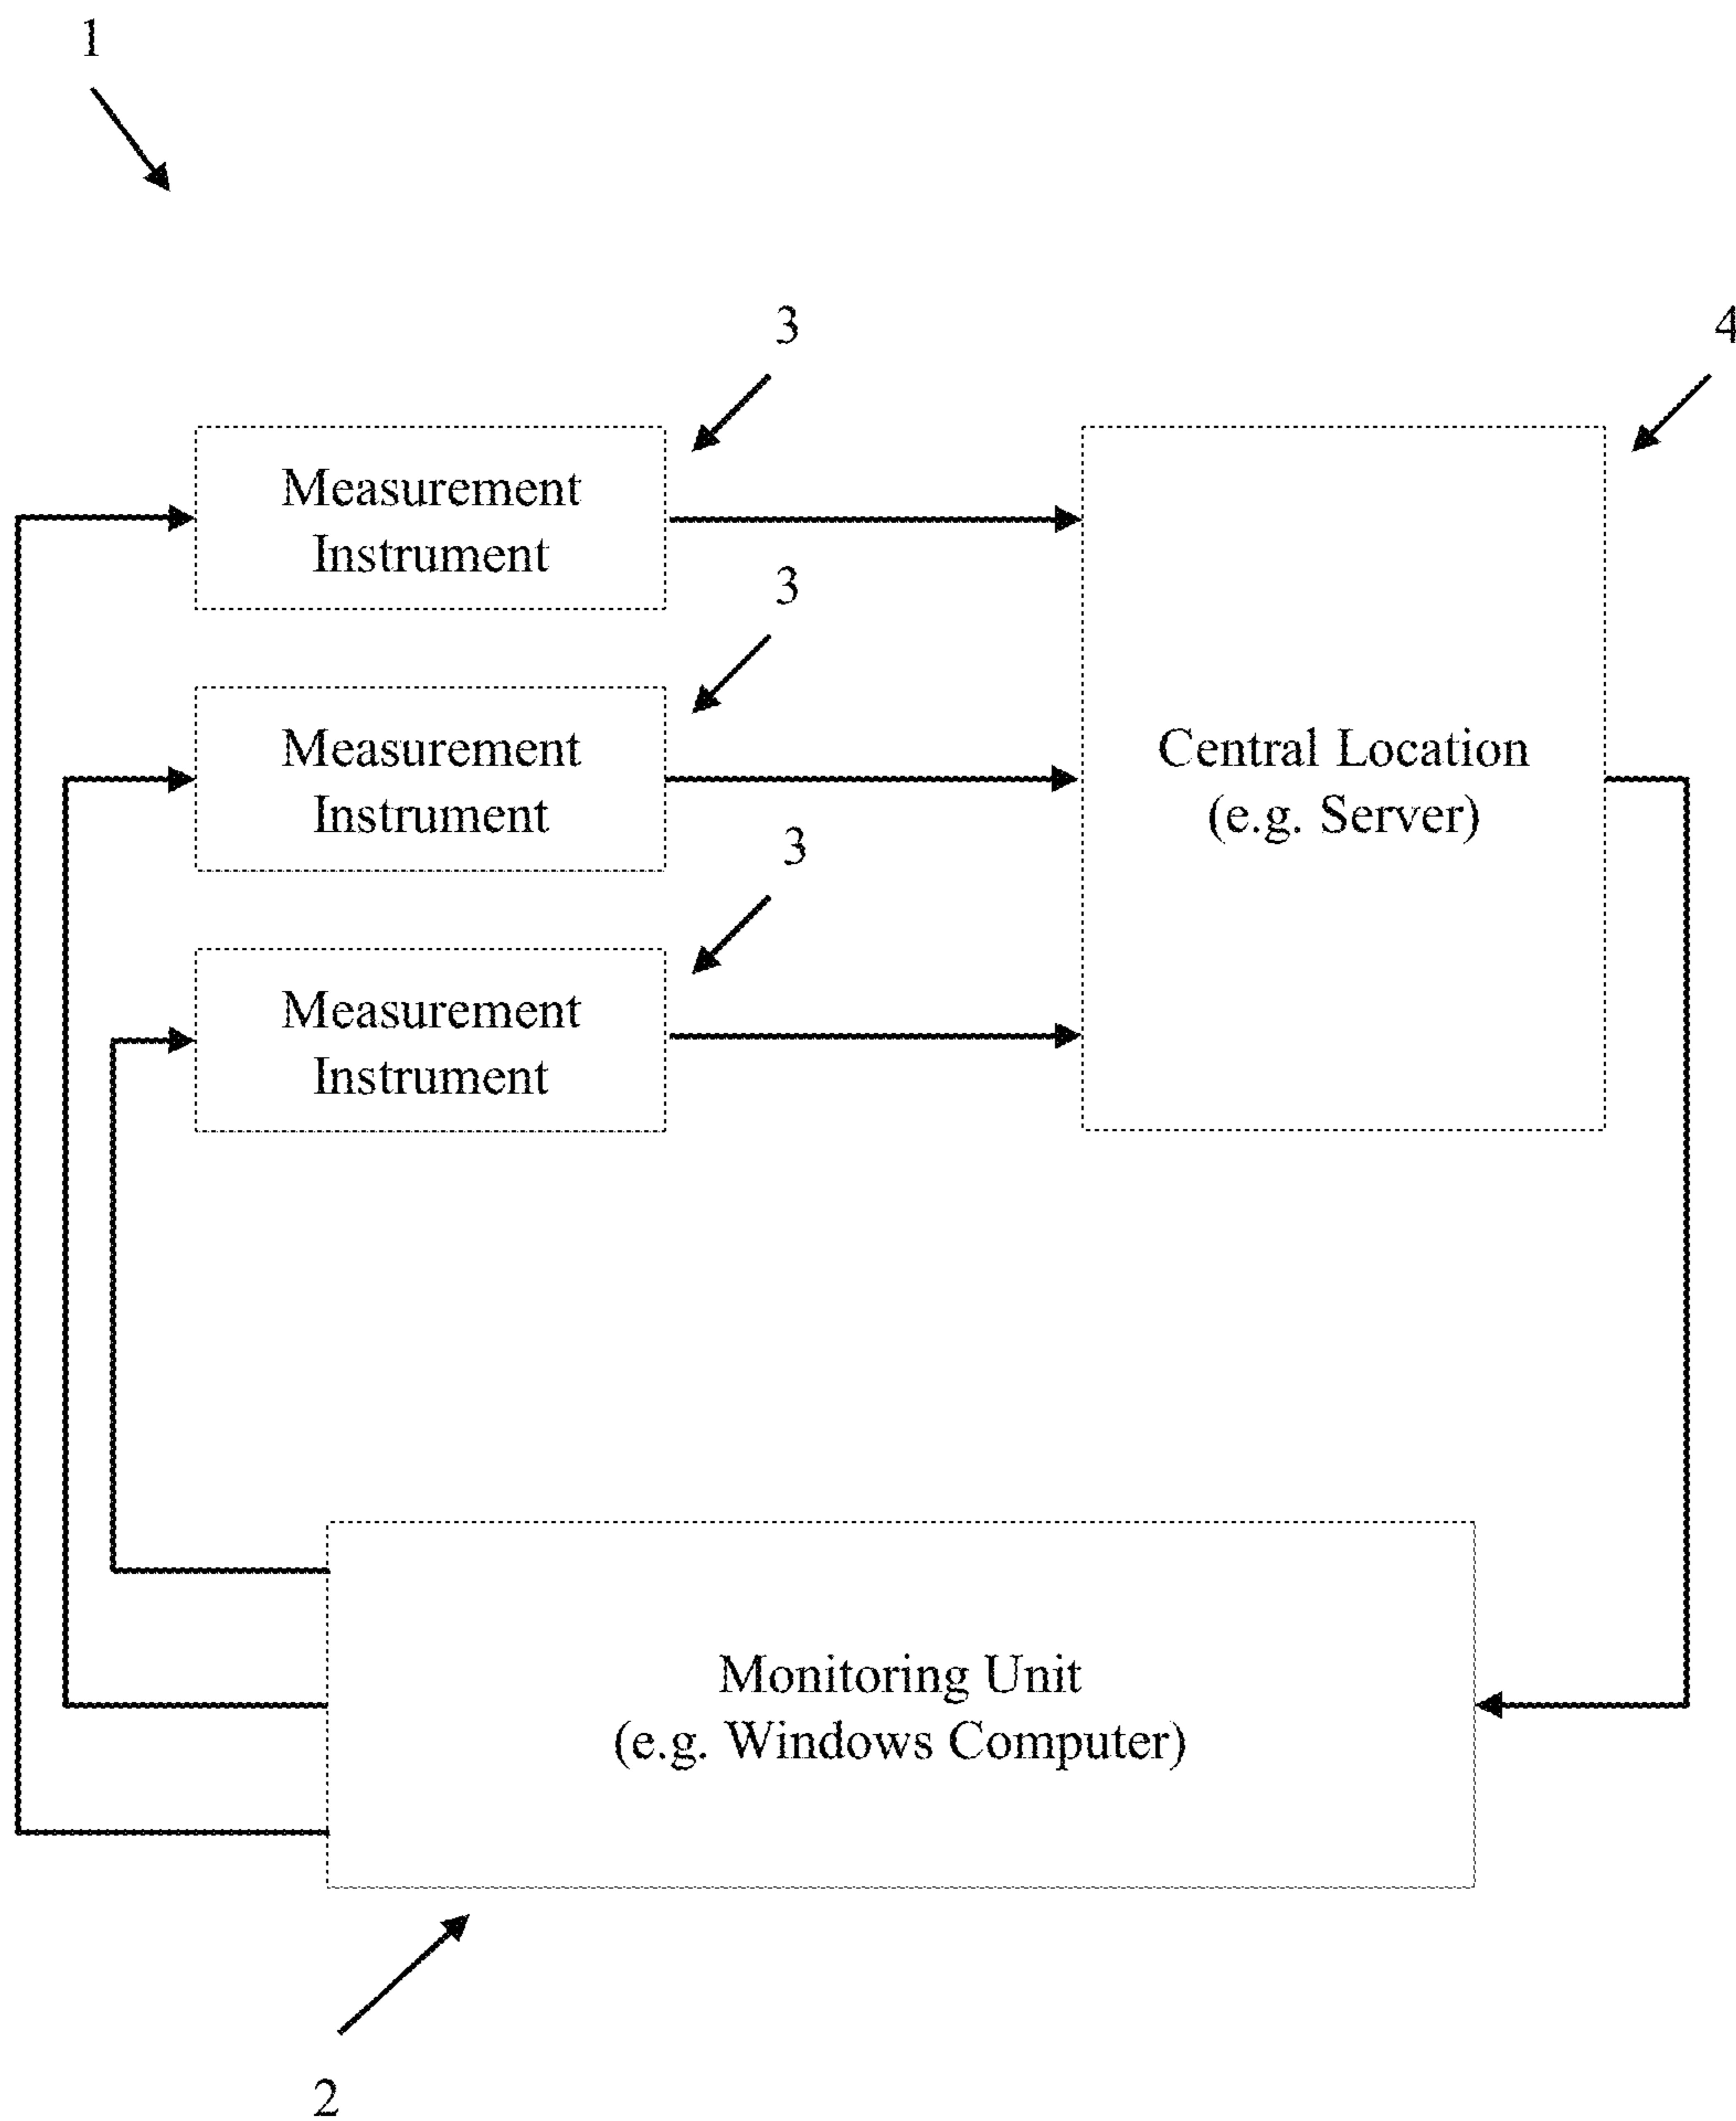 1
3
4
Measurement
Instrument
3
Measurement
Instrument
Central Location
(e.g. Server)
3
Measurement
Instrument
Monitoring Unit
(e.g. Windows Computer)
2